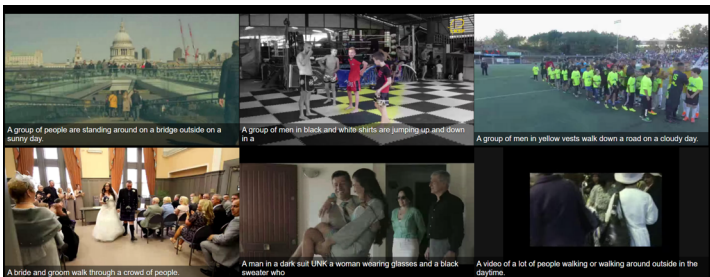 A group of people are standing around on a bridge outside on a
sunny day.
A group of men in black and white shirts are jumping up and down
in a
A group of men in yellow vests walk down a road on a cloudy day.
A bride and groom walk through a crowd of people.
A man in a dark suit UNK a woman wearing glasses and a black
sweater who
A video of a lot of people walking or walking around outside in the
daytime.